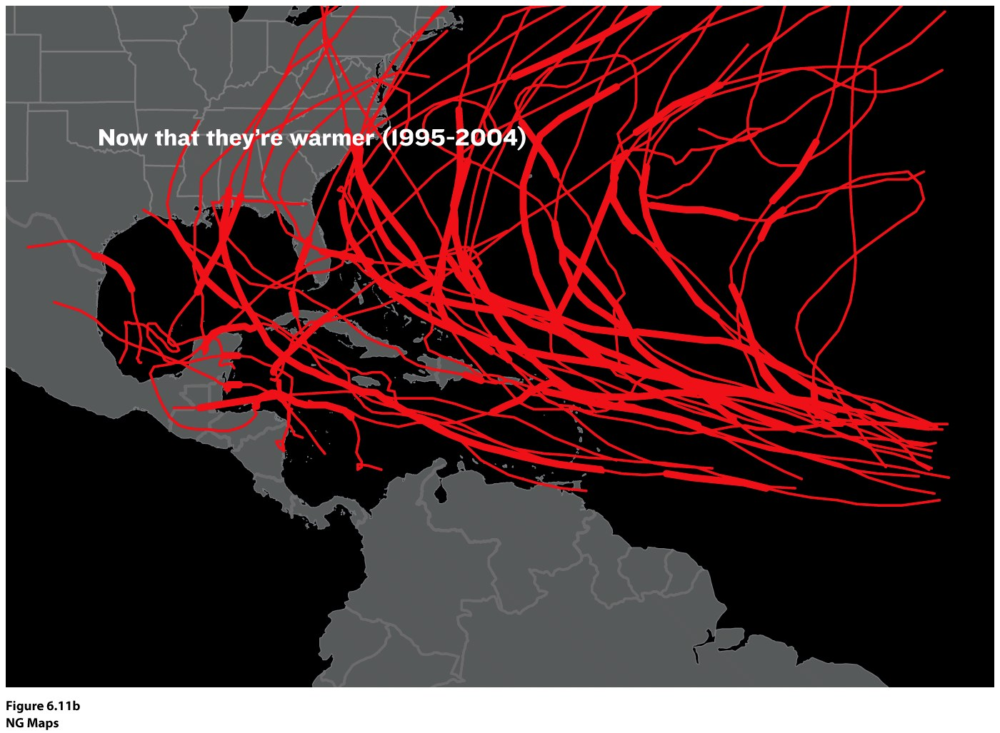 Now that they're warmer (1995-2004)
Figure 6.11b
NG Maps